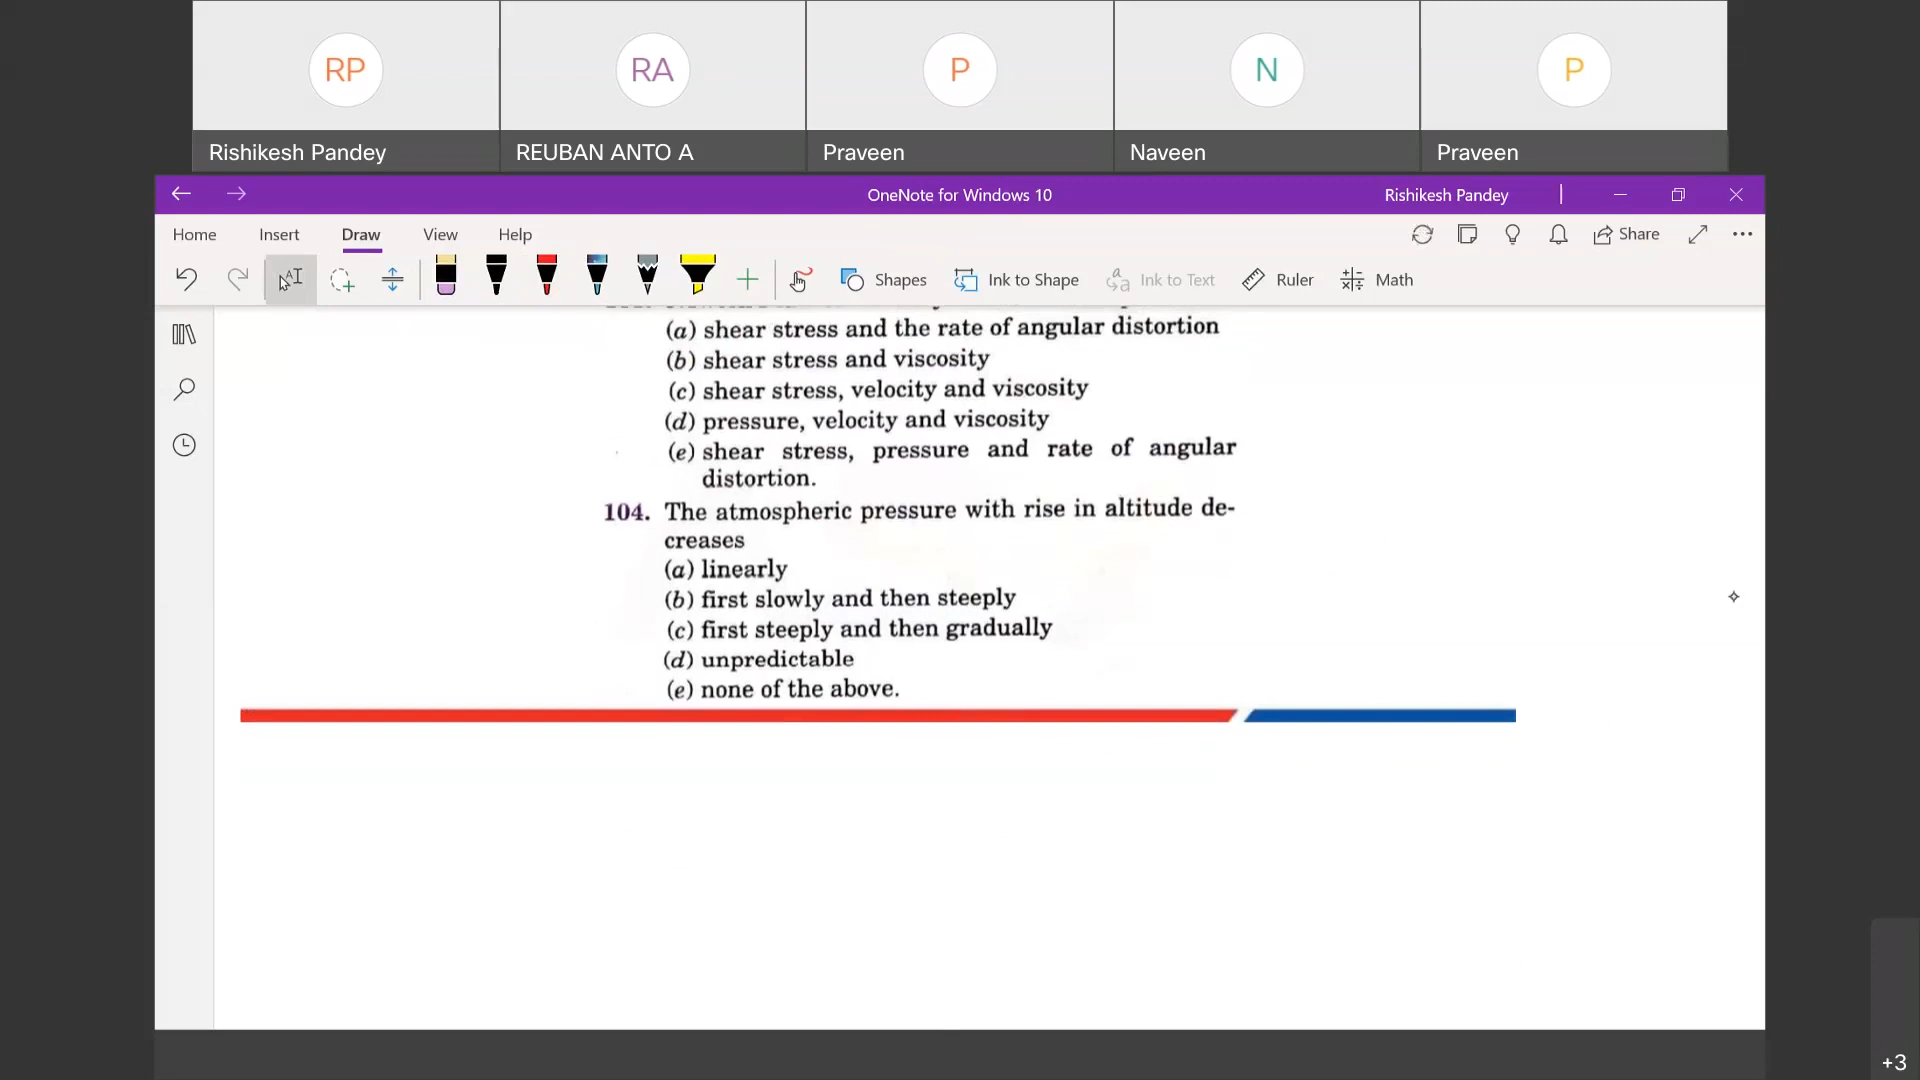 RP
RA
P
N
P
Rishikesh Pandey
REUBAN ANTO A
Praveen
Naveen
Praveen
OneNote for Windows 10
Rishikesh Pandey
Home
Insert
Draw
View
Help
Share
Shapes
Ink to Shape
Ink to Text
Ruler
Math
(a) shear stress and the rate of angular distortion
(b) shear stress and viscosity
(c) shear stress, velocity and viscosity
(d) pressure, velocity and viscosity
(e) shear stress, pressure and rate of angular
distortion.
104. The atmospheric pressure with rise in altitude de-
creases
(a) linearly
(b) first slowly and then steeply
(c) first steeply and then gradually
(d) unpredictable
(e) none of the above.
+3